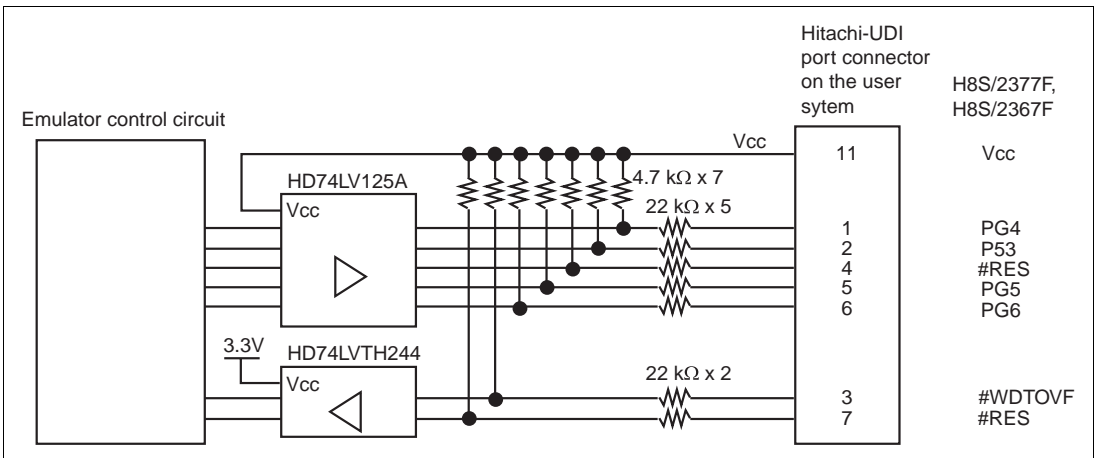 Hitachi-UDI
port connector
on the user
sytem
H8S/2377F,
H8S/2367F
Emulator control circuit
Vcc
11
Vcc
HD74LV125A
4.7 kΩ x 7
Vcc
22 kΩ x 5
1
PG4
2
P53
4
#RES
5
PG5
6
PG6
3.3V
HD74LVTH244
Vcc
22 kΩ x 2
3
#WDTOVF
7
#RES